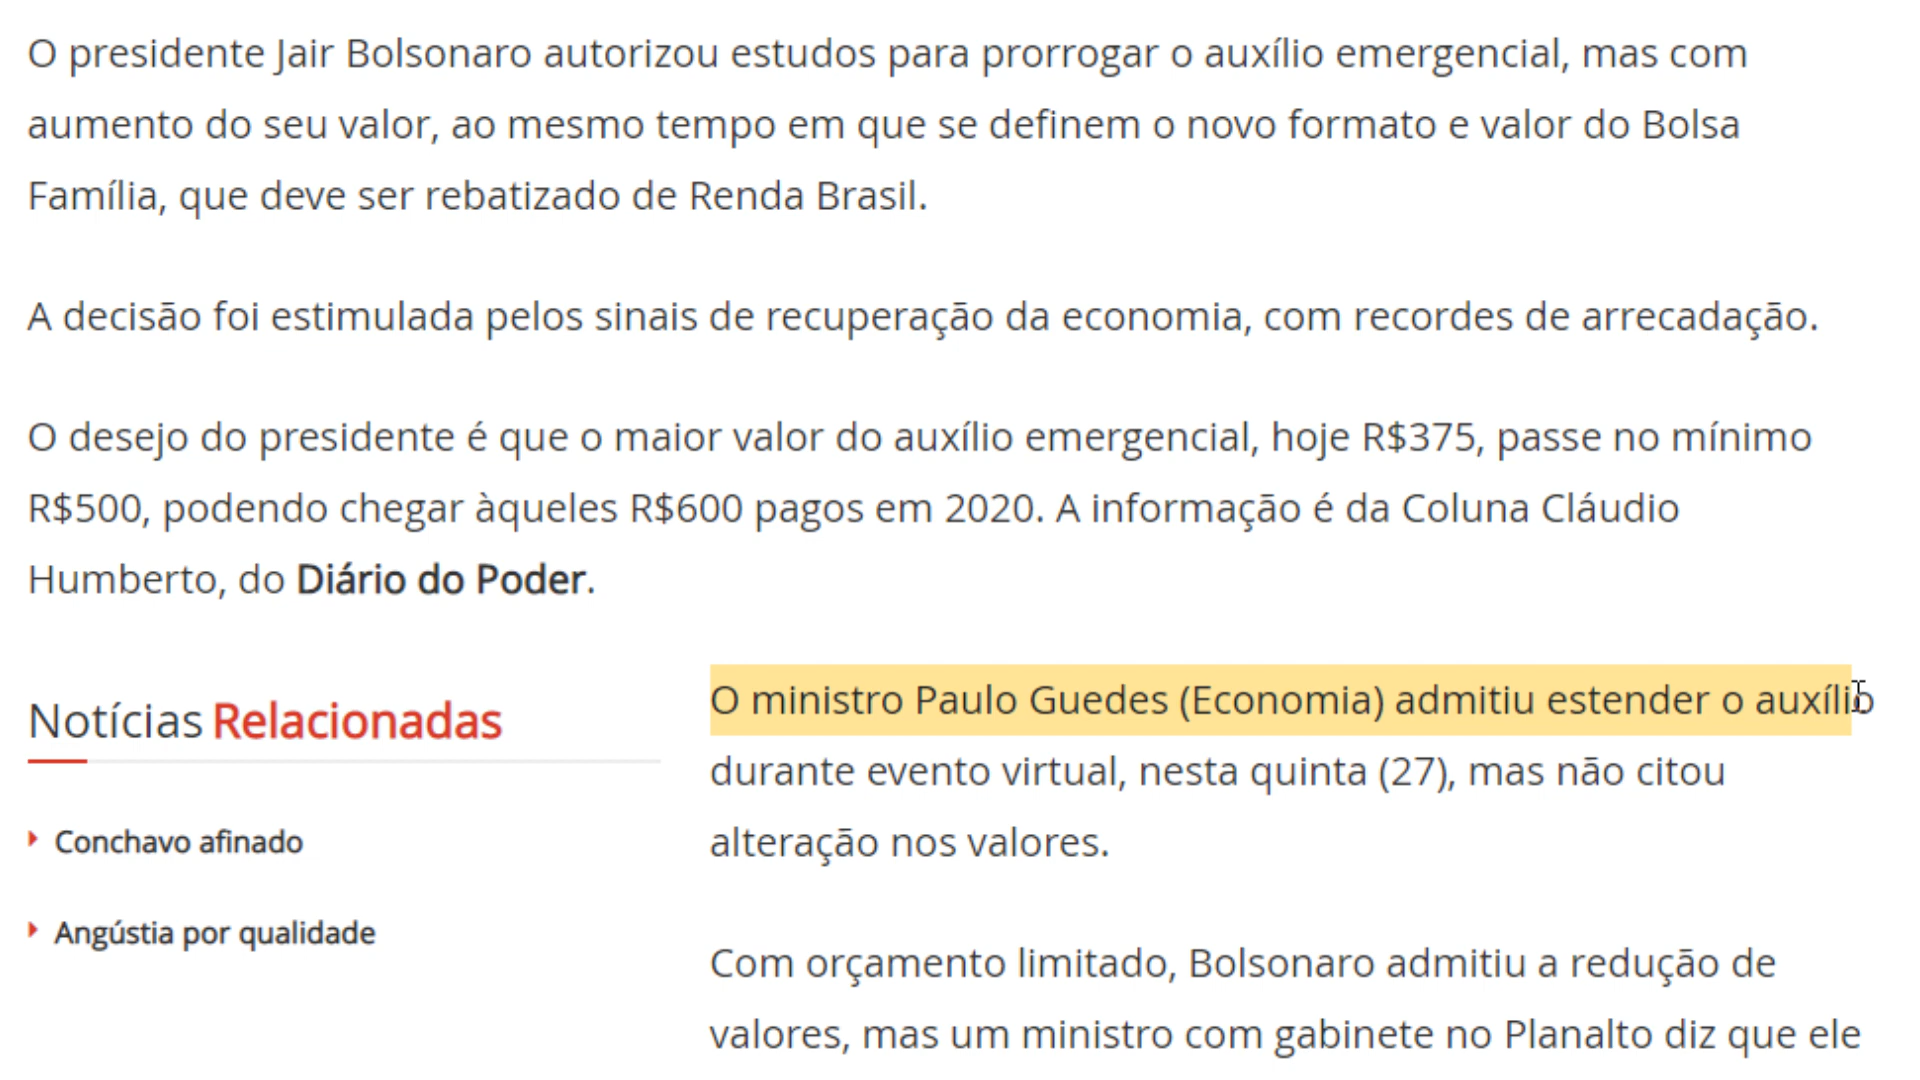 O presidente Jair Bolsonaro autorizou estudos para prorrogar o auxílio emergencial, mas com
aumento do seu valor, ao mesmo tempo em que se definem o novo formato e valor do Bolsa
Família, que deve ser rebatizado de Renda Brasil.
A decisão foi estimulada pelos sinais de recuperação da economia, com recordes de arrecadação.
O desejo do presidente é que o maior valor do auxílio emergencial, hoje R$375, passe no mínimo
R$500, podendo chegar àqueles R$600 pagos em 2020. A informação é da Coluna Cláudio
Humberto, do Diário do Poder.
Notícias Relacionadas
Conchavo afinado
Angústia por qualidade
O ministro Paulo Guedes (Economia) admitiu estender o auxílio
durante evento virtual, nesta quinta (27), mas não citou
alteração nos valores.
Com orçamento limitado, Bolsonaro admitiu a redução de
valores, mas um ministro com gabinete no Planalto diz que ele